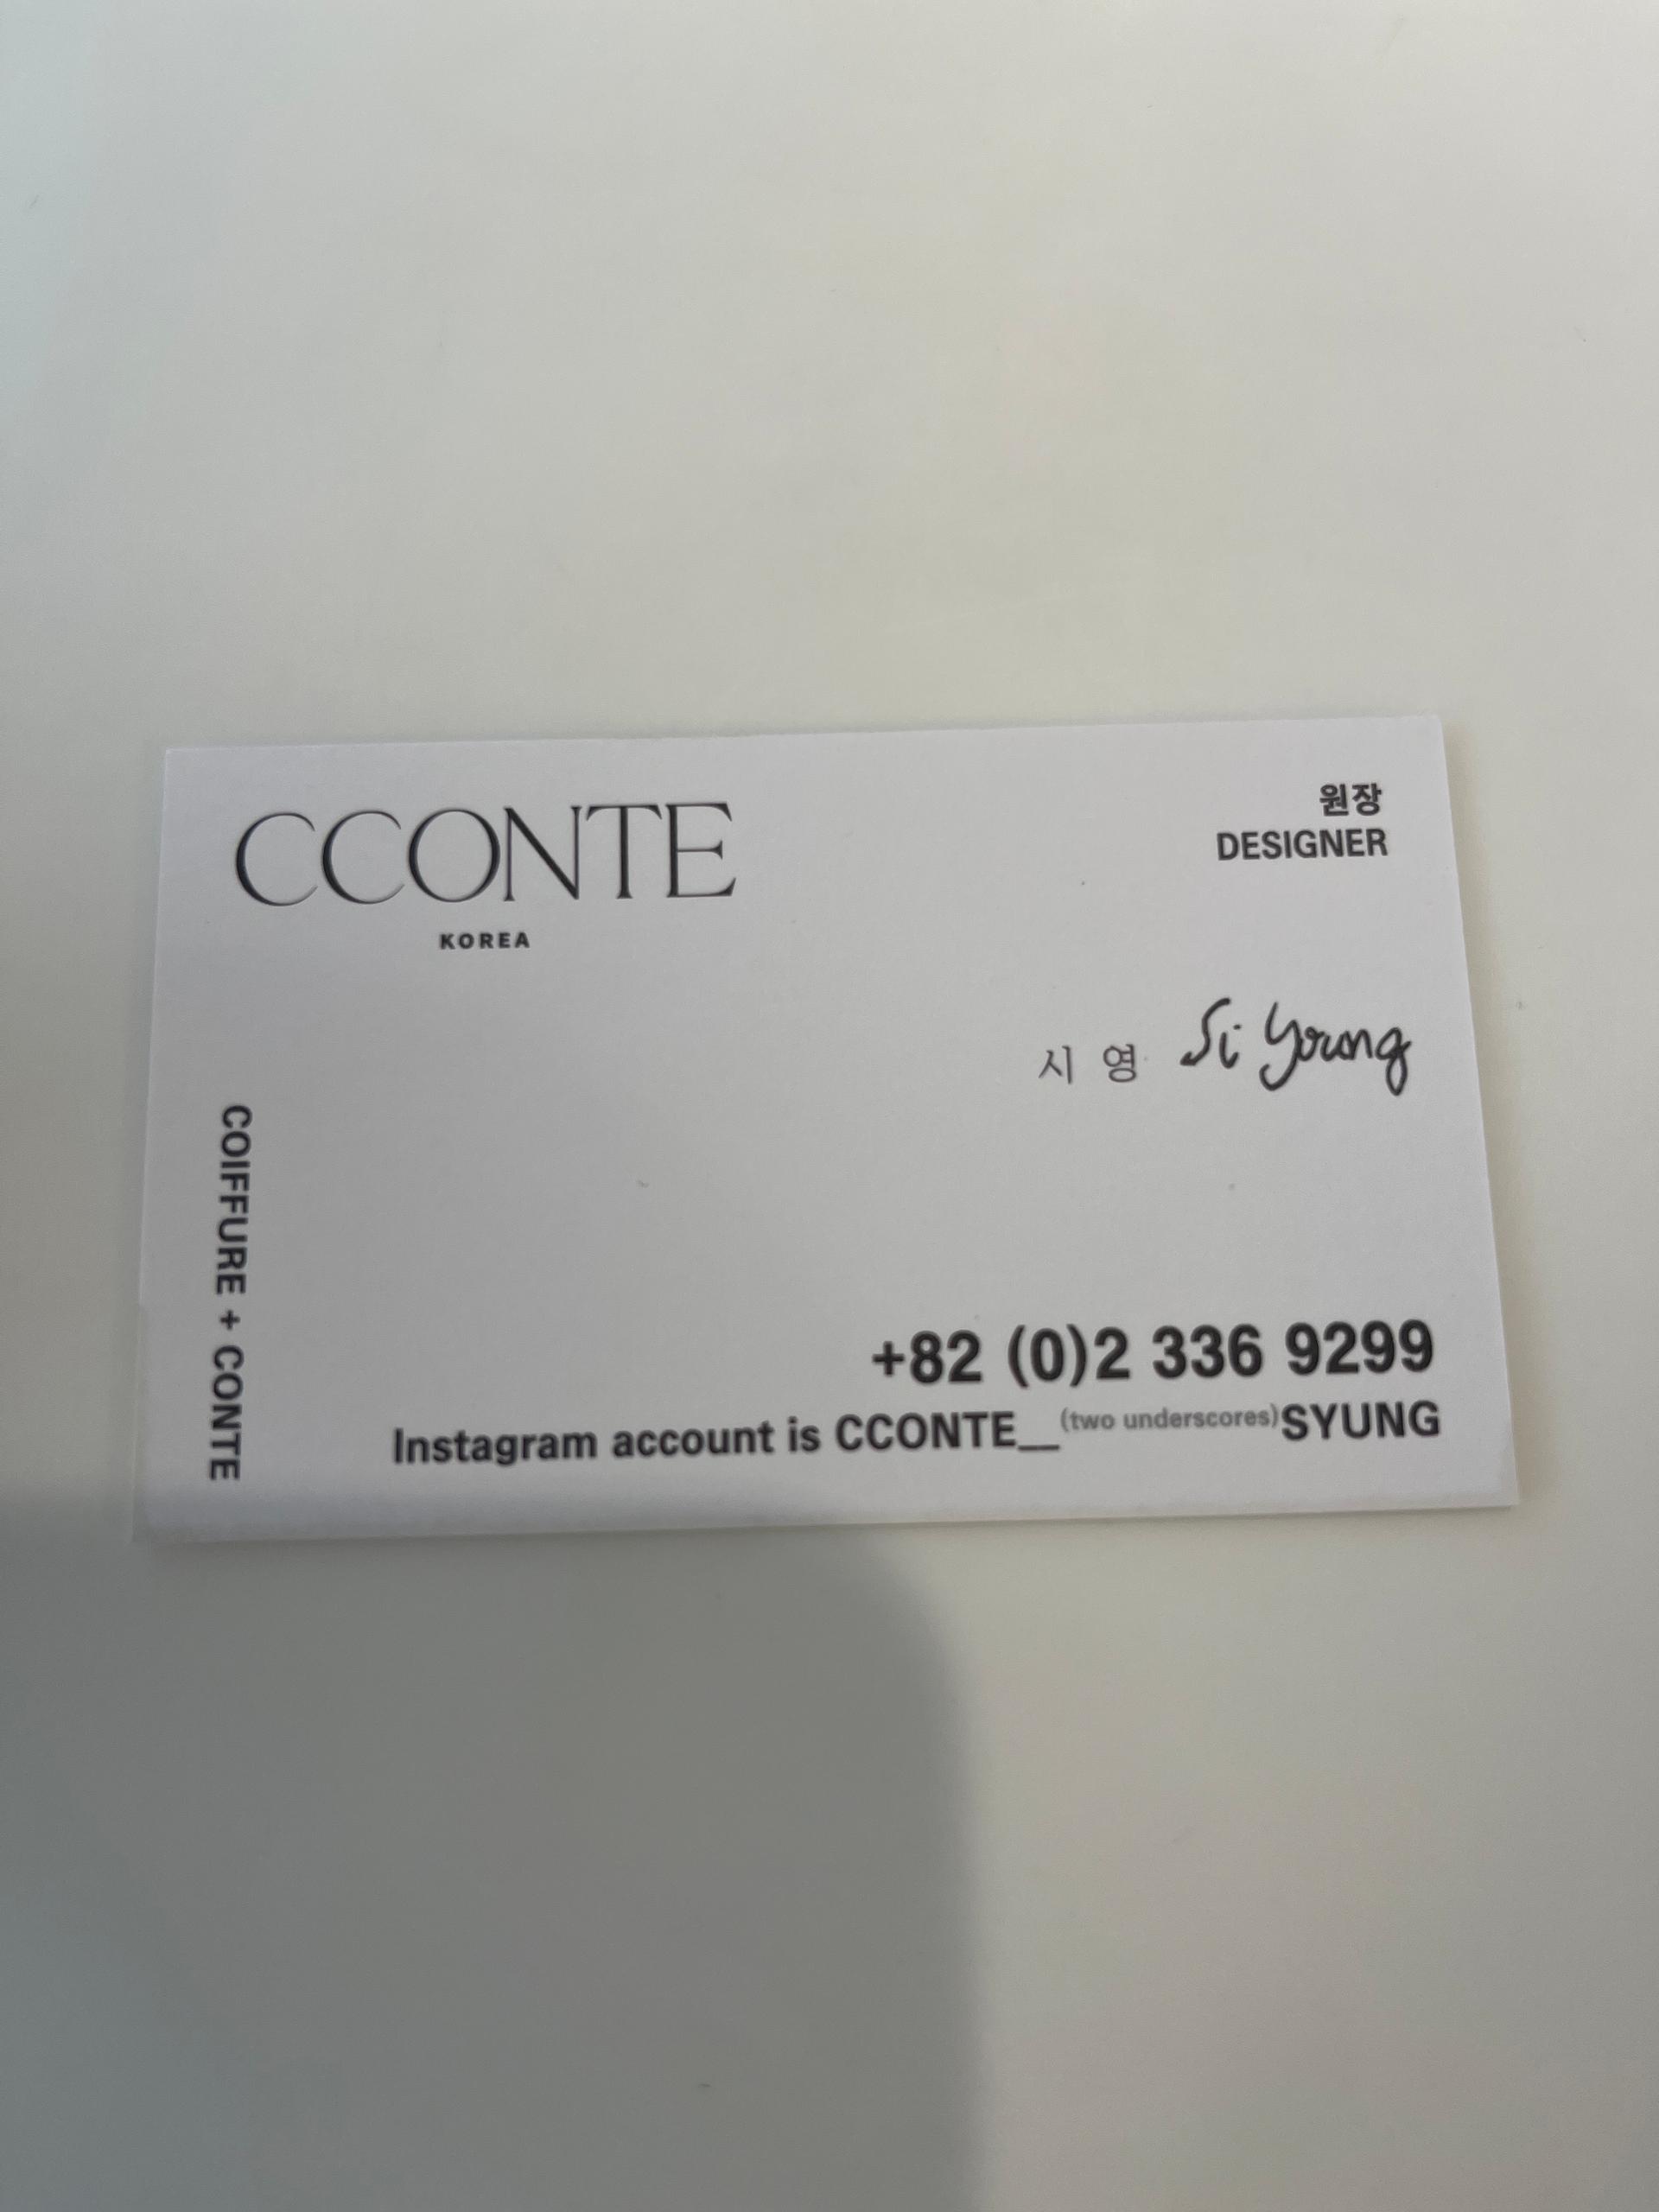 CCONTE
KOREA
원장
DESIGNER
시 영 Si Young
COIFFURE + CONTE
+82 (0)2 336 9299
Instagram account is CCONTE__(two underscores)SYUNG